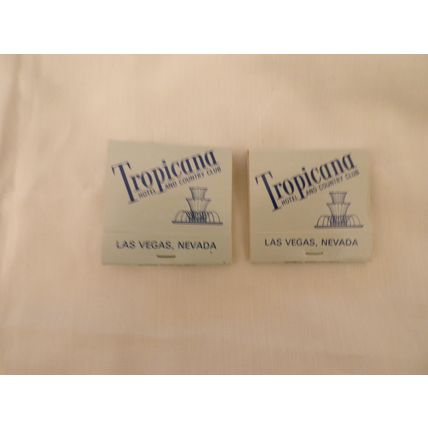 Tropicana
HOTEL AND COUNTRY CLUB
LAS VEGAS, NEVADA
Tropicana
HOTEL AND COUNTRY CLUB
LAS VEGAS, NEVADA